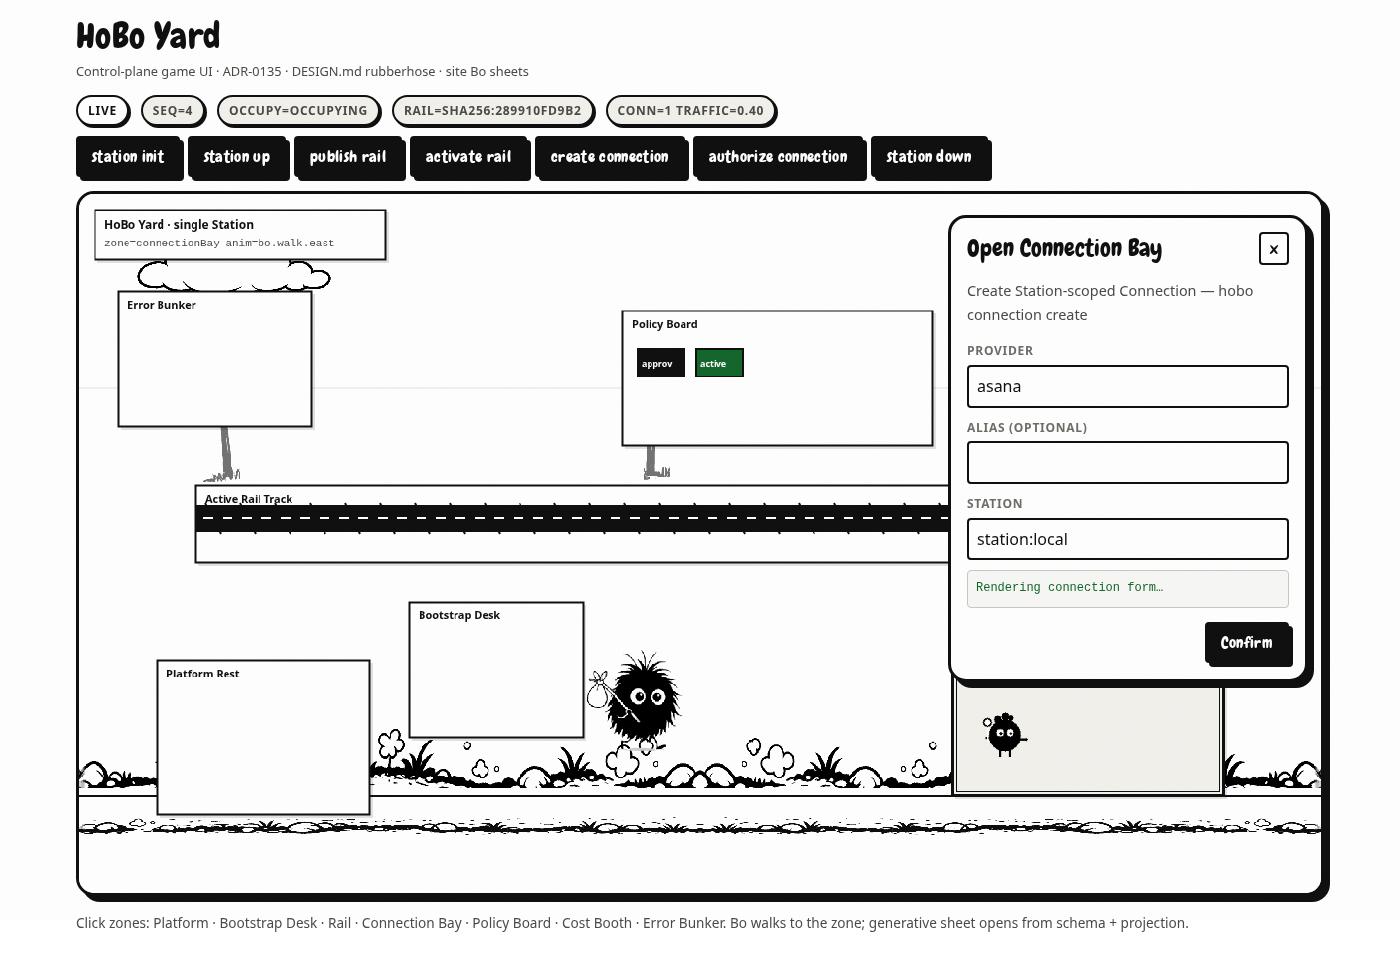 HoBo Yard
Control-plane game UI · ADR-0135 · DESIGN.md rubberhose · site Bo sheets
LIVE
SEQ=4
OCCUPY=OCCUPYING
RAIL=SHA256:289910FD9B2
CONN=1 TRAFFIC=0.40
station init
station up
publish rail
activate rail
create connection
authorize connection
station down
HoBo Yard · single Station
zone=connectionBay anim=bo.walk.east
Error Bunker
Policy Board
approv
active
Active Rail Track
Bootstrap Desk
Platform Rest
Open Connection Bay
x
Create Station-scoped Connection — hobo
connection create
PROVIDER
asana
ALIAS (OPTIONAL)
STATION
station:local
Rendering connection form…
Confirm
Click zones: Platform · Bootstrap Desk · Rail · Connection Bay · Policy Board · Cost Booth · Error Bunker. Bo walks to the zone; generative sheet opens from schema + projection.